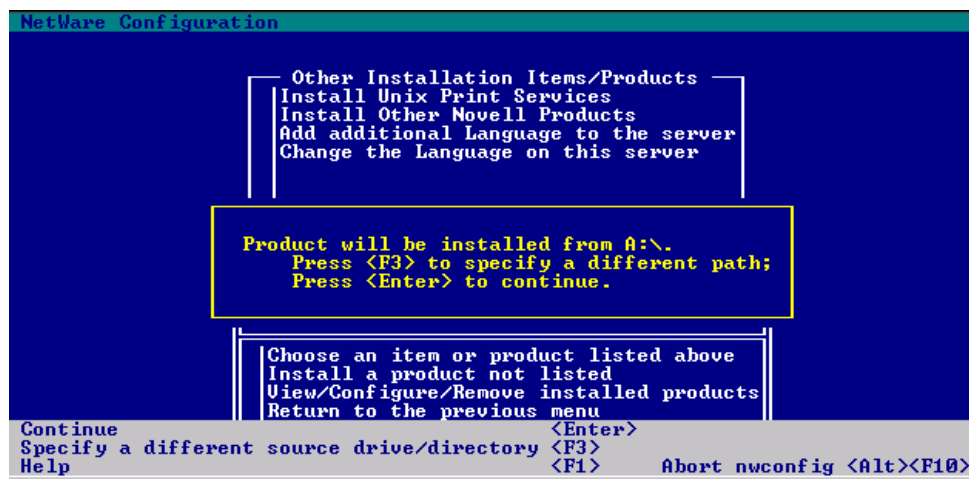 NetWare Configuration
Other Installation Items/Products
Install Unix Print Services
Install Other Novell Products
Add additional Language to the server
Change the Language on this server
Product will be installed from A:\.
Press <F3> to specify a different path;
Press <Enter> to continue.
Choose an item or product listed above
Install a product not listed
View/Configure/Remove installed products
Return to the previous menu
Continue <Enter>
Specify a different source drive/directory <F3>
Help <F1> Abort nwconfig <Alt><F10>